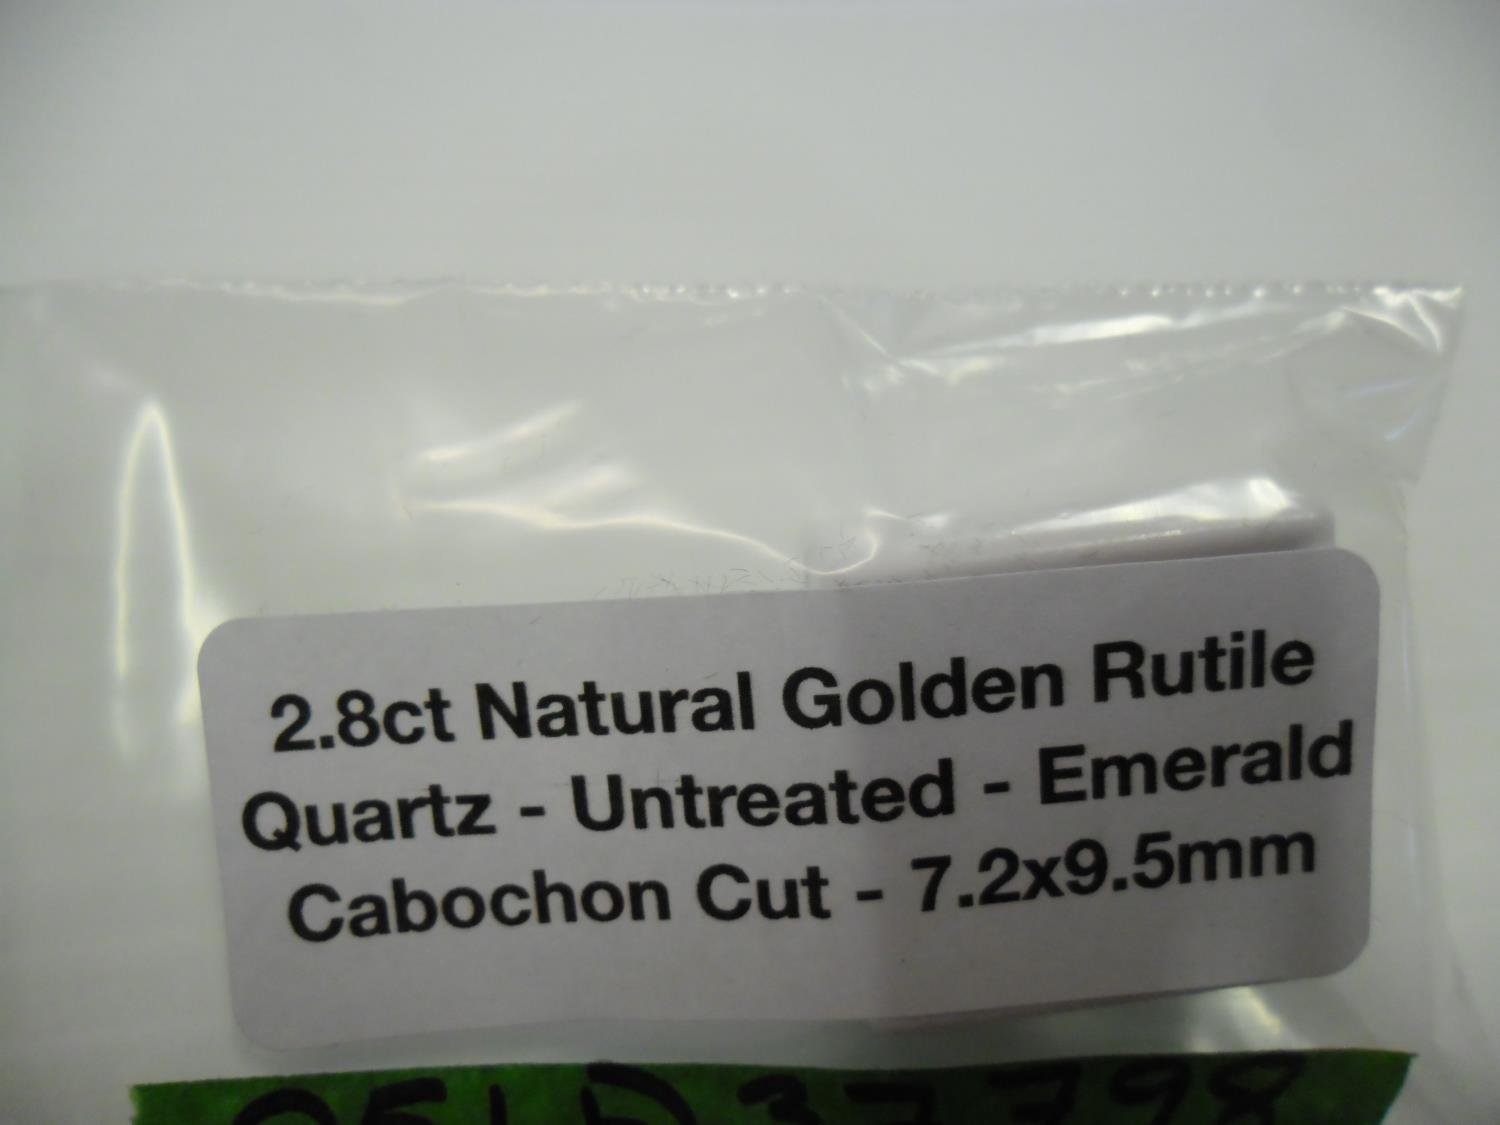 2.8ct Natural Golden Rutile
Quartz - Untreated - Emerald
Cabochon Cut - 7.2x9.5mm